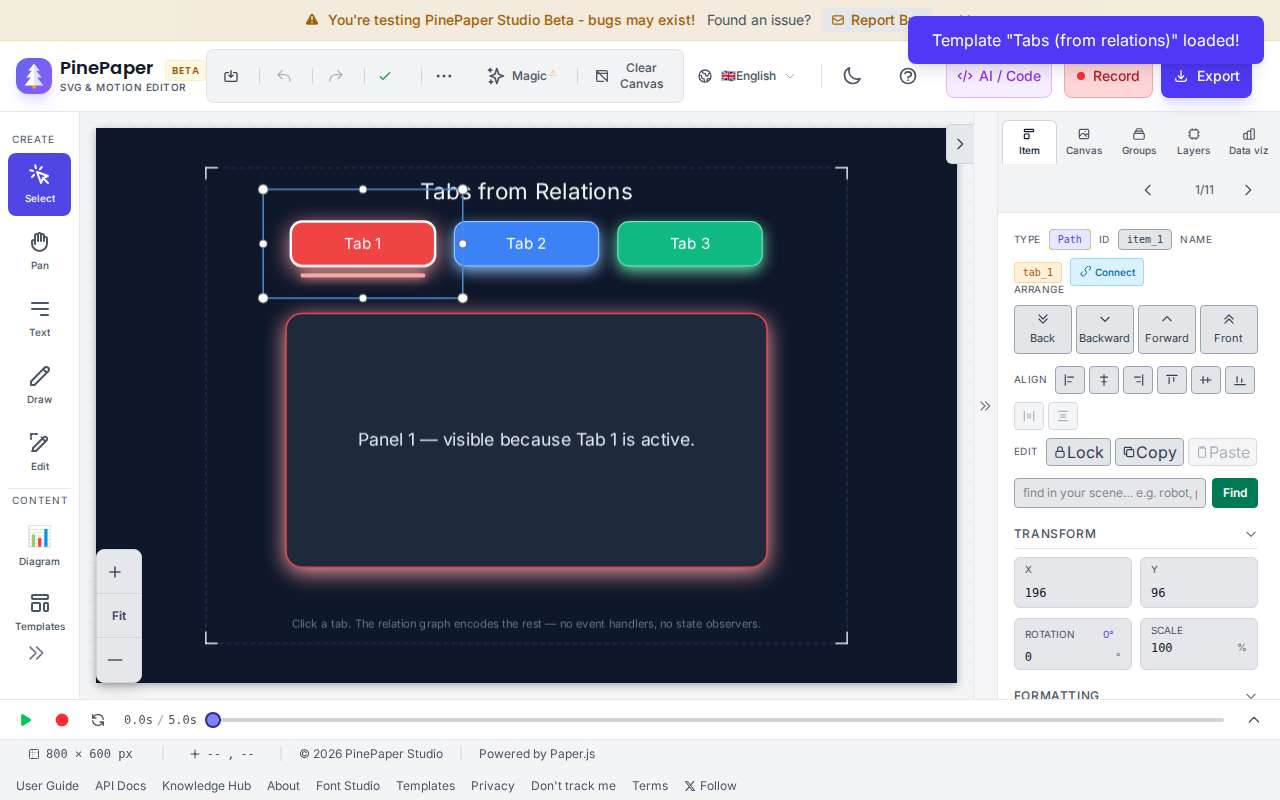 You're testing PinePaper Studio Beta - bugs may exist! Found an issue? Report
Template "Tabs (from relations)" loaded!
PinePaper BETA
SVG & MOTION EDITOR
Magic
Clear Canvas
English
AI / Code
Record
Export
CREATE
Select
Pan
Text
Draw
Edit
CONTENT
Diagram
Templates
Tabs from Relations
Tab 1
Tab 2
Tab 3
Panel 1 — visible because Tab 1 is active.
Click a tab. The relation graph encodes the rest — no event handlers, no state observers.
+
Fit
—
Item
Canvas
Groups
Layers
Data viz
1/11
TYPE Path ID item_1 NAME
tab_1 Connect
ARRANGE
Back
Backward
Forward
Front
ALIGN
EDIT Lock Copy Paste
find in your scene... e.g. robot, Find
TRANSFORM
X
196
Y
96
ROTATION 0°
0 °
SCALE
100 %
FORMATTING
0.0s / 5.0s
800 × 600 px
-- , --
© 2026 PinePaper Studio
Powered by Paper.js
User Guide API Docs Knowledge Hub About Font Studio Templates Privacy Don't track me Terms X Follow